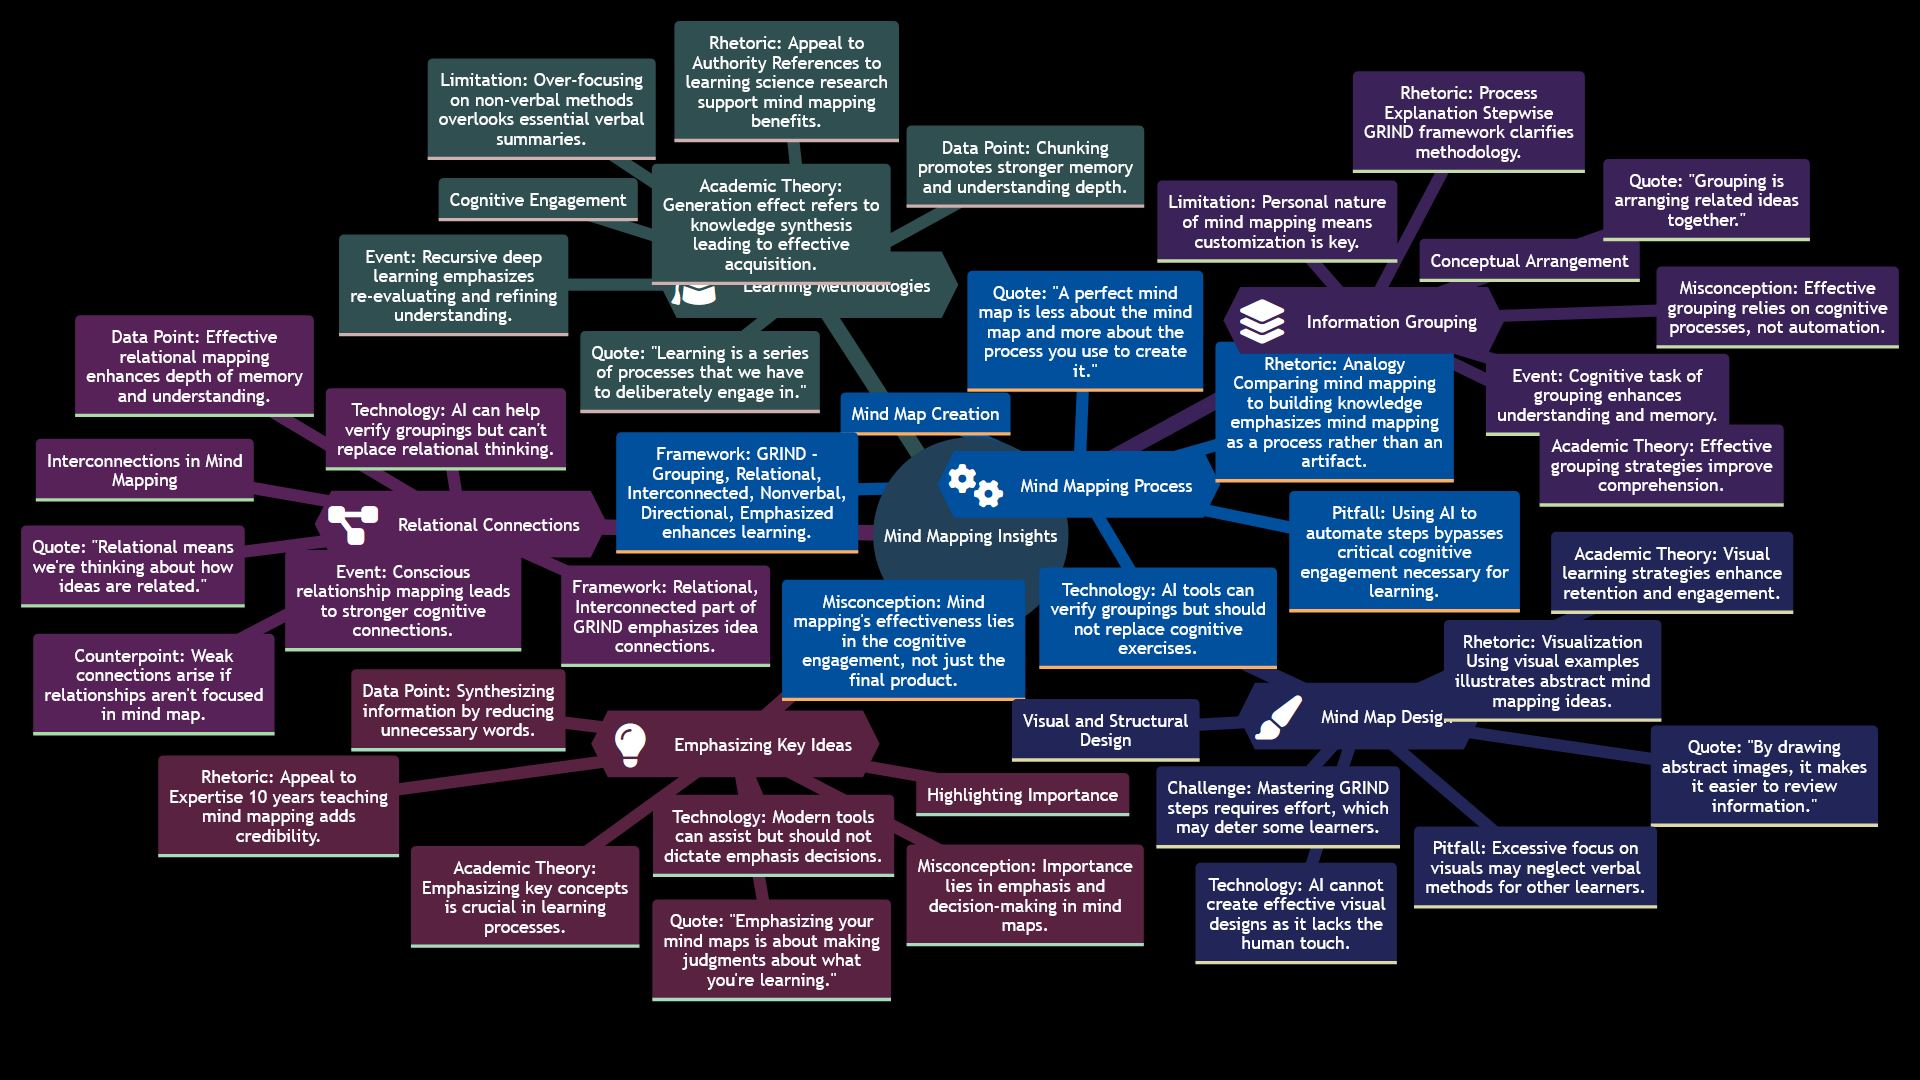 Rhetoric: Appeal to
Authority References to
learning science research
support mind mapping
benefits.
Limitation: Over-focusing
on non-verbal methods
overlooks essential verbal
summaries.
Data Point: Chunking
promotes stronger memory
and understanding depth.
Cognitive Engagement
Academic Theory:
Generation effect refers to
knowledge synthesis
leading to effective
acquisition.
Event: Recursive deep
learning emphasizes
re-evaluating and refining
understanding.
Learning Methodologies
Quote: "Learning is a series
of processes that we have
to deliberately engage in."
Rhetoric: Process
Explanation Stepwise
GRIND framework clarifies
methodology.
Limitation: Personal nature
of mind mapping means
customization is key.
Quote: "Grouping is
arranging related ideas
together."
Conceptual Arrangement
Misconception: Effective
grouping relies on cognitive
processes, not automation.
Information Grouping
Event: Cognitive task of
grouping enhances
understanding and memory.
Academic Theory: Effective
grouping strategies improve
comprehension.
Quote: "A perfect mind
map is less about the mind
map and more about the
process you use to create
it."
Rhetoric: Analogy
Comparing mind mapping
to building knowledge
emphasizes mind mapping
as a process rather than an
artifact.
Mind Map Creation
Framework: GRIND -
Grouping, Relational,
Interconnected, Nonverbal,
Directional, Emphasized
enhances learning.
Mind Mapping Process
Mind Mapping Insights
Pitfall: Using AI to
automate steps bypasses
critical cognitive
engagement necessary for
learning.
Technology: AI tools can
verify groupings but should
not replace cognitive
exercises.
Misconception: Mind
mapping's effectiveness lies
in the cognitive
engagement, not just the
final product.
Data Point: Effective
relational mapping
enhances depth of memory
and understanding.
Technology: AI can help
verify groupings but can't
replace relational thinking.
Interconnections in Mind
Mapping
Relational Connections
Quote: "Relational means
we're thinking about how
ideas are related."
Event: Conscious
relationship mapping leads
to stronger cognitive
connections.
Framework: Relational,
Interconnected part of
GRIND emphasizes idea
connections.
Counterpoint: Weak
connections arise if
relationships aren't focused
in mind map.
Data Point: Synthesizing
information by reducing
unnecessary words.
Emphasizing Key Ideas
Rhetoric: Appeal to
Expertise 10 years teaching
mind mapping adds
credibility.
Highlighting Importance
Technology: Modern tools
can assist but should not
dictate emphasis decisions.
Academic Theory:
Emphasizing key concepts
is crucial in learning
processes.
Misconception: Importance
lies in emphasis and
decision-making in mind
maps.
Quote: "Emphasizing your
mind maps is about making
judgments about what
you're learning."
Academic Theory: Visual
learning strategies enhance
retention and engagement.
Rhetoric: Visualization
Using visual examples
illustrates abstract mind
mapping ideas.
Mind Map Design
Visual and Structural
Design
Quote: "By drawing
abstract images, it makes
it easier to review
information."
Challenge: Mastering GRIND
steps requires effort, which
may deter some learners.
Pitfall: Excessive focus on
visuals may neglect verbal
methods for other learners.
Technology: AI cannot
create effective visual
designs as it lacks the
human touch.